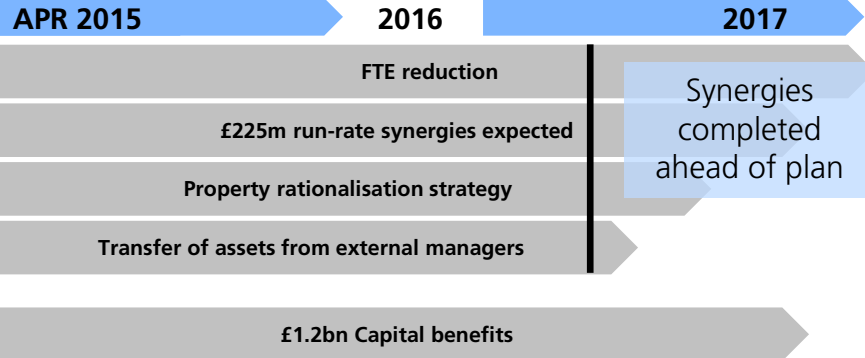 APR 2015
2016
2017
FTE reduction
£225m run-rate synergies expected
Property rationalisation strategy
Transfer of assets from external managers
Synergies
completed
ahead of plan
£1.2bn Capital benefits